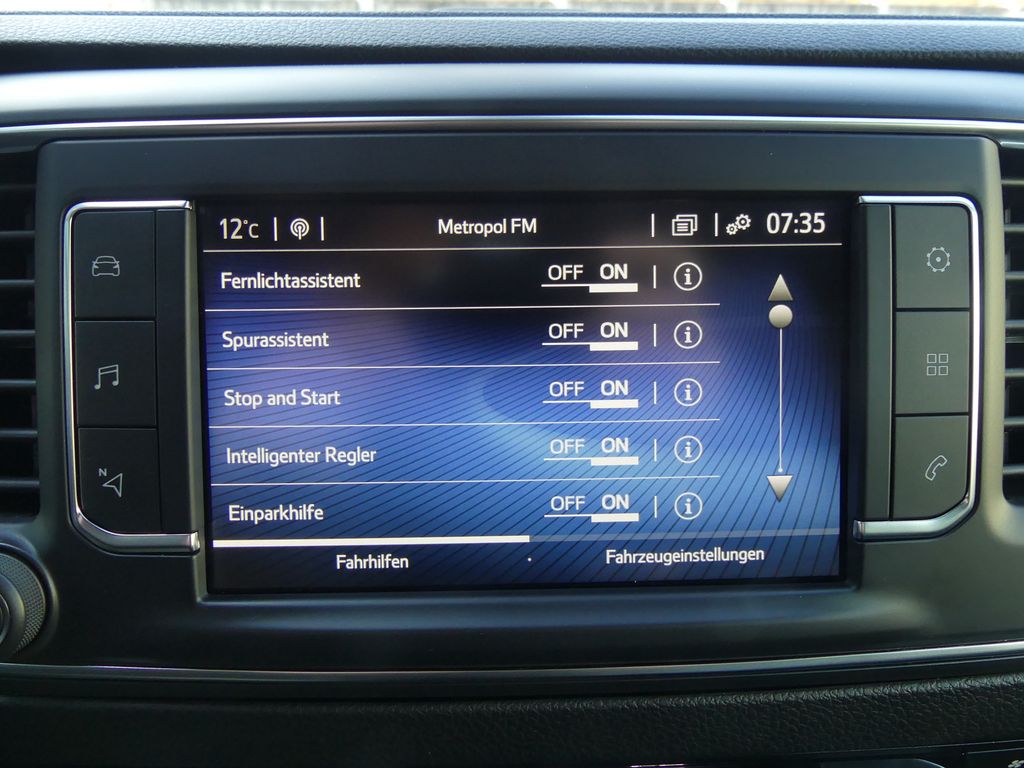 12°C Metropol FM 07:35
Fernlichtassistent OFF ON i
Spurassistent OFF ON i
Stop and Start OFF ON i
Intelligenter Regler OFF ON i
Einparkhilfe OFF ON i
Fahrhilfen Fahrzeugeinstellungen
N